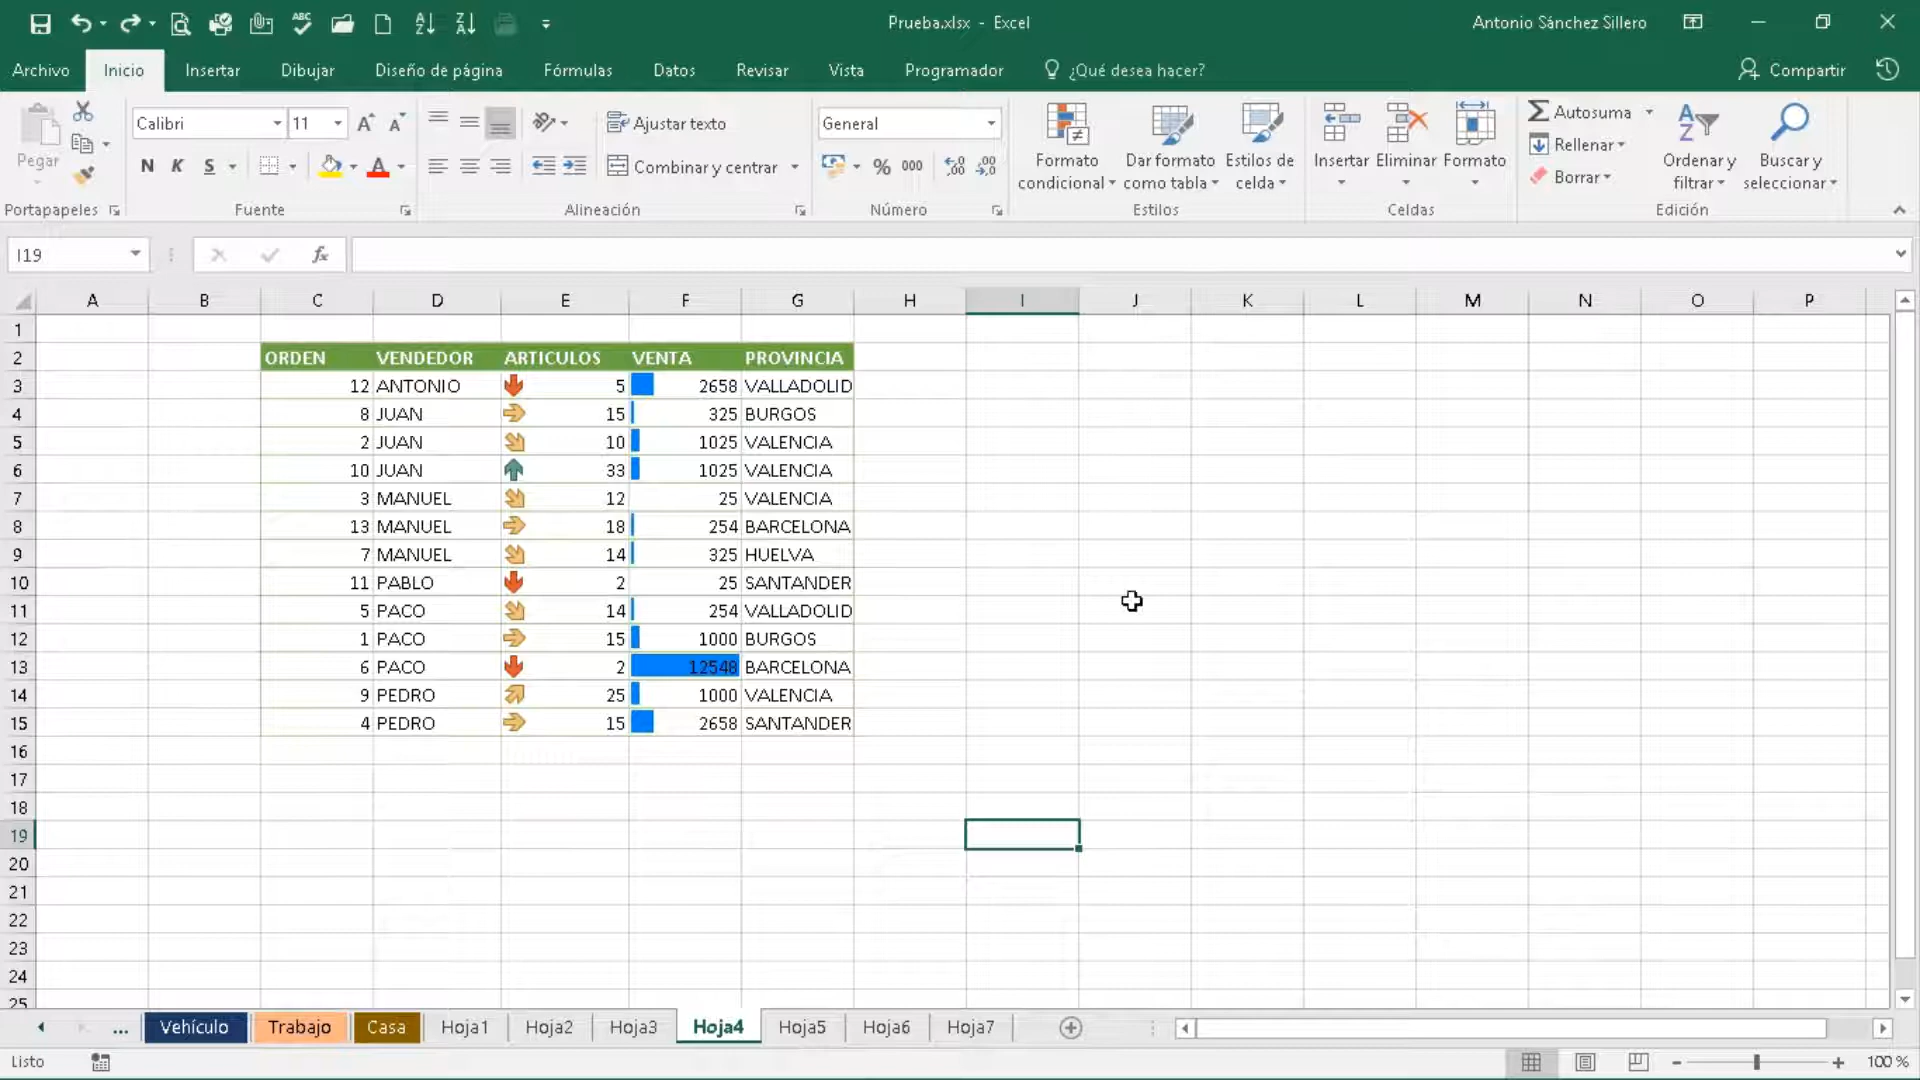 Prueba.xlsx - Excel
Antonio Sánchez Sillero
Archivo Inicio Insertar Dibujar Diseño de página Fórmulas Datos Revisar Vista Programador ¿Qué desea hacer? Compartir
Pegar
Portapapeles
Calibri 11
N K S
Fuente
Ajustar texto
Combinar y centrar
Alineación
General
% 000
Número
Formato condicional
Dar formato como tabla
Estilos de celda
Estilos
Insertar Eliminar Formato
Celdas
Autosuma
Rellenar
Borrar
Ordenar y filtrar
Buscar y seleccionar
Edición
I19 fx
A B C D E F G H I J K L M N O P
1
2 ORDEN VENDEDOR ARTICULOS VENTA PROVINCIA
3 12 ANTONIO 5 2658 VALLADOLID
4 8 JUAN 15 325 BURGOS
5 2 JUAN 10 1025 VALENCIA
6 10 JUAN 33 1025 VALENCIA
7 3 MANUEL 12 25 VALENCIA
8 13 MANUEL 18 254 BARCELONA
9 7 MANUEL 14 325 HUELVA
10 11 PABLO 2 25 SANTANDER
11 5 PACO 14 254 VALLADOLID
12 1 PACO 15 1000 BURGOS
13 6 PACO 2 12548 BARCELONA
14 9 PEDRO 25 1000 VALENCIA
15 4 PEDRO 15 2658 SANTANDER
16
17
18
19
20
21
22
23
24
25
... Vehículo Trabajo Casa Hoja1 Hoja2 Hoja3 Hoja4 Hoja5 Hoja6 Hoja7
Listo 100 %